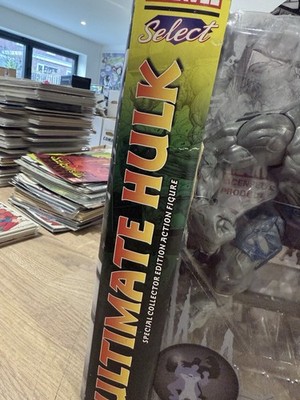 Select
ULTIMATE HULK
SPECIAL COLLECTOR EDITION ACTION FIGURE